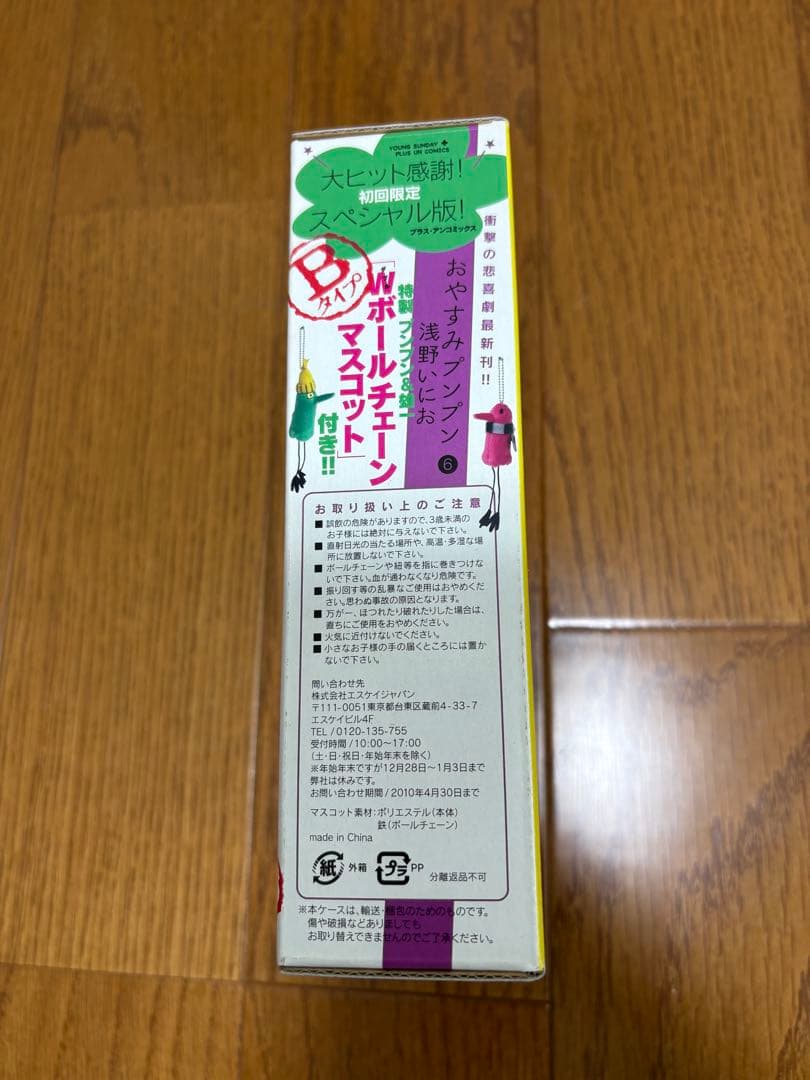 YOUNG SUNDAY
PLUS UN COMICS
大ヒット感謝!
初回限定
スペシャル版!
プラス・アンコミックス
衝撃の悲喜劇最新刊!!
おやすみプンプン 6
浅野いにお
Bタイプ
特製 プンプン&雄一
「Wボールチェーン
マスコット」
付き!!
お取り扱い上のご注意
■ 誤飲の危険がありますので、3歳未満の
お子様には絶対に与えないで下さい。
■ 直射日光の当たる場所や、高温・多湿な場
所に放置しないで下さい。
■ ボールチェーンや紐等を指に巻きつけな
いで下さい。血が通わなくなり危険です。
■ 振り回す等の乱暴なご使用はおやめくだ
さい。思わぬ事故の原因となります。
■ 万が一、ほつれたり破れたりした場合は、
直ちにご使用をおやめください。
■ 火気に近付けないでください。
■ 小さなお子様の手の届くところには置か
ないで下さい。
問い合わせ先
株式会社エスケイジャパン
〒111-0051東京都台東区蔵前4-33-7
エスケイビル4F
TEL/0120-135-755
受付時間/10:00〜17:00
(土・日・祝日・年始年末を除く)
※年始年末ですが12月28日〜1月3日まで
弊社は休みです。
お問い合わせ期間/2010年4月30日まで
マスコット素材:ポリエステル(本体)
鉄(ボールチェーン)
made in China
紙 外箱 プラ PP 分離返品不可
※本ケースは、輸送・梱包のためのものです。
傷や破損などありましても
お取り替えできませんのでご了承ください。